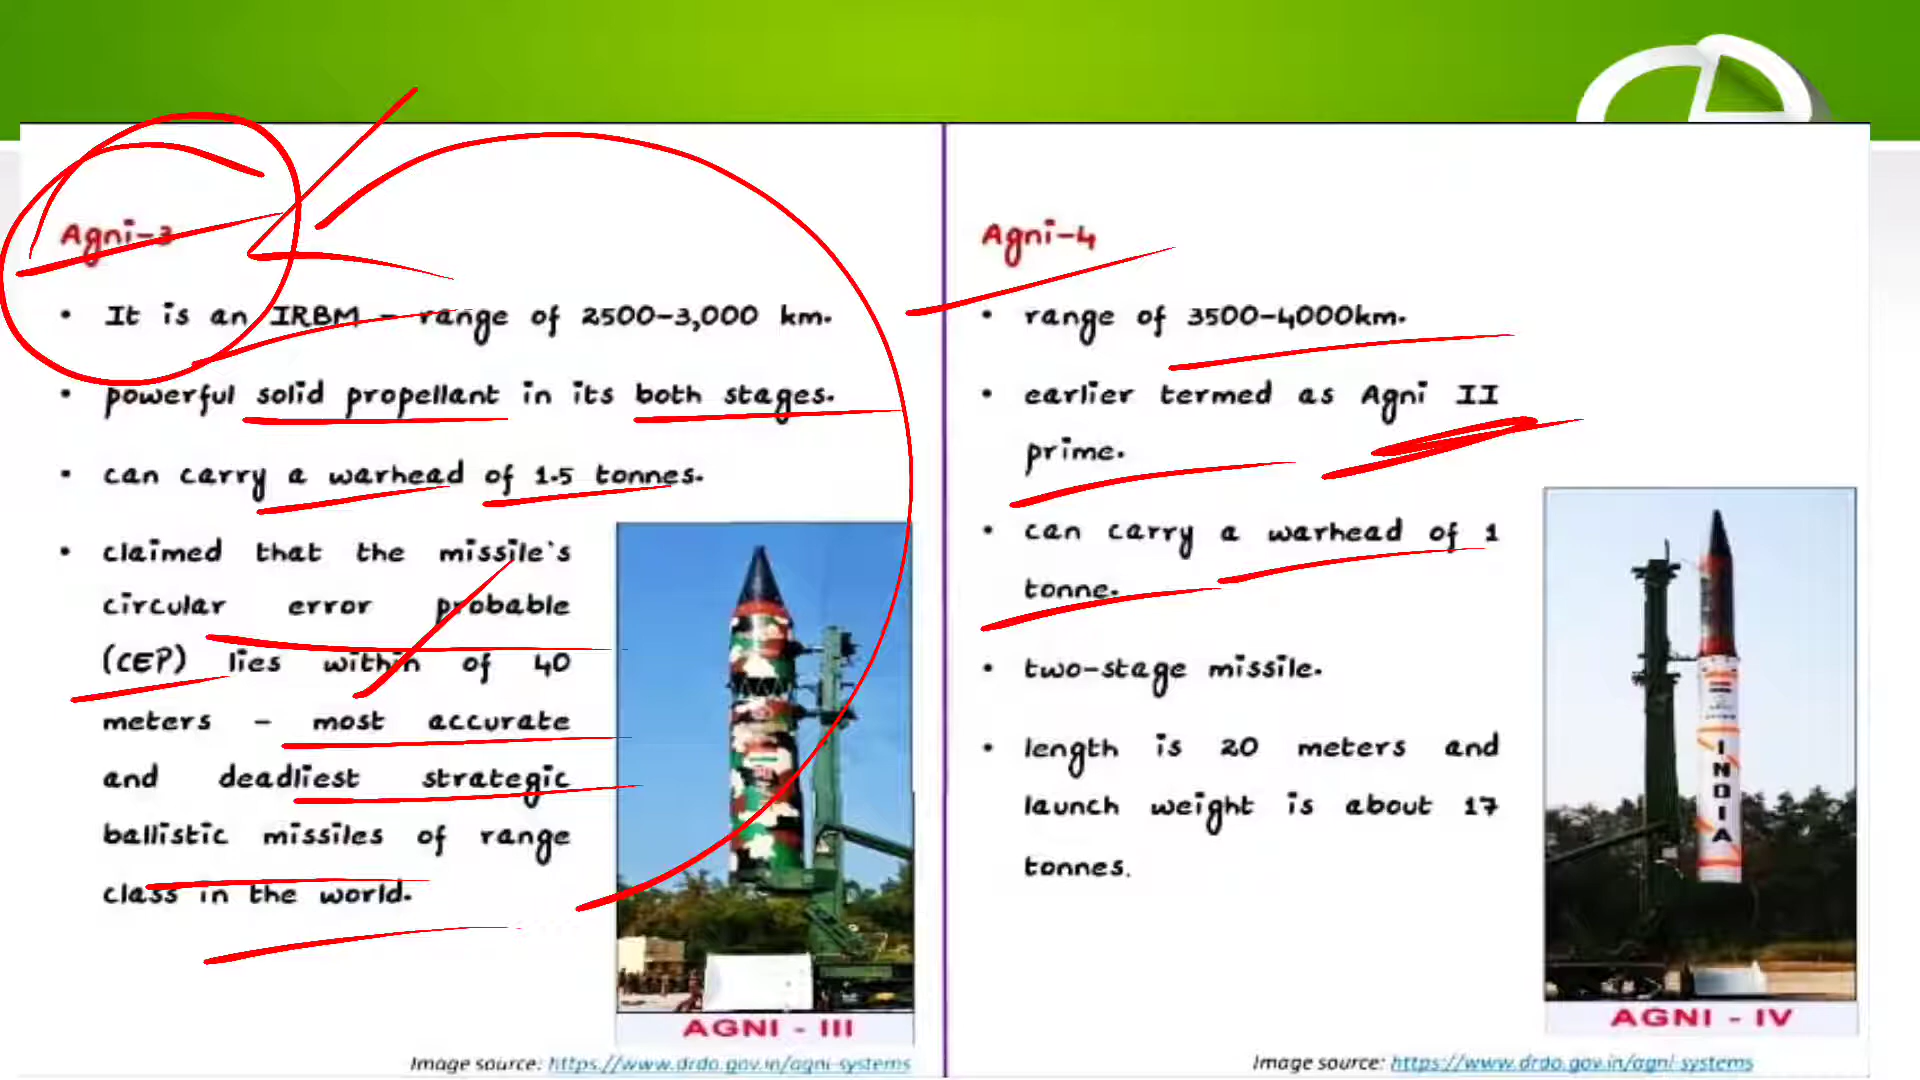 Agni-3
• It is an IRBM - range of 2500-3,000 km.
• powerful solid propellant in its both stages.
• can carry a warhead of 1.5 tonnes.
• claimed that the missile's
circular error probable
(CEP) lies within of 40
meters - most accurate
and deadliest strategic
ballistic missiles of range
class in the world.
AGNI - III
Image source: https://www.drdo.gov.in/agni-systems
Agni-4
• range of 3500-4000km.
• earlier termed as Agni II
prime.
• can carry a warhead of 1
tonne.
• two-stage missile.
• length is 20 meters and
launch weight is about 17
tonnes.
INDIA
AGNI - IV
Image source: https://www.drdo.gov.in/agni-systems